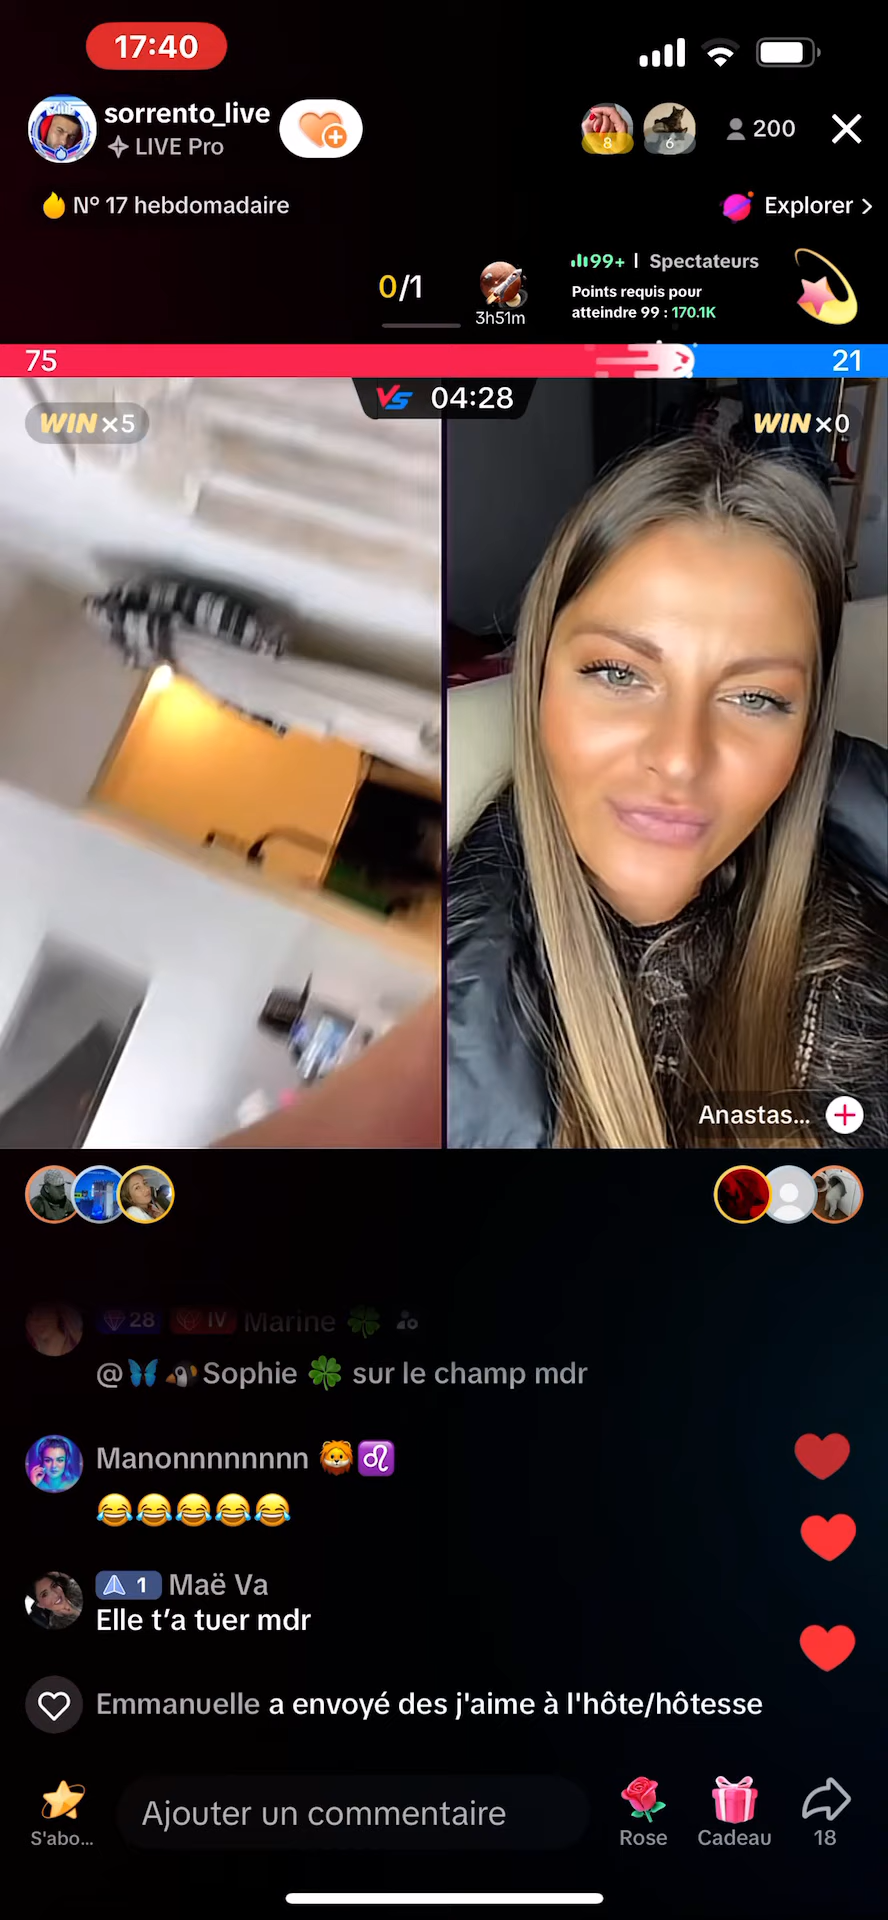 17:40
sorrento_live
LIVE Pro
8
6
200
N° 17 hebdomadaire
Explorer
0/1
3h51m
99+ | Spectateurs
Points requis pour
atteindre 99 : 170.1K
75
21
VS 04:28
WIN ×5
WIN ×0
Anastas...
28 IV Marine
@🦋🐧Sophie 🍀 sur le champ mdr
Manonnnnnnnn 🦁♌
😂😂😂😂😂
1 Maë Va
Elle t’a tuer mdr
Emmanuelle a envoyé des j'aime à l'hôte/hôtesse
S'abo...
Ajouter un commentaire
Rose
Cadeau
18